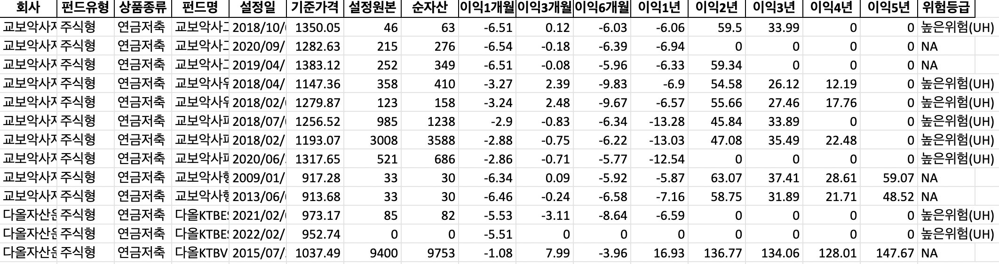 회사 펀드유형 상품종류 펀드명 설정일 기준가격 설정원본 순자산 이익1개월 이익3개월 이익6개월 이익1년 이익2년 이익3년 이익4년 이익5년 위험등급
교보악사자 주식형 연금저축 교보악사그 2018/10/ 1350.05 46 63 -6.51 0.12 -6.03 -6.06 59.5 33.99 0 0 높은위험(UH)
교보악사자 주식형 연금저축 교보악사그 2020/09/ 1282.63 215 276 -6.54 -0.18 -6.39 -6.94 0 0 0 0 NA
교보악사자 주식형 연금저축 교보악사그 2019/04/ 1383.12 252 349 -6.51 -0.08 -5.96 -6.33 59.34 0 0 0 NA
교보악사자 주식형 연금저축 교보악사위 2018/04/ 1147.36 358 410 -3.27 2.39 -9.83 -6.9 54.58 26.12 12.19 0 높은위험(UH)
교보악사자 주식형 연금저축 교보악사위 2018/02/ 1279.87 123 158 -3.24 2.48 -9.67 -6.57 55.66 27.46 17.76 0 높은위험(UH)
교보악사자 주식형 연금저축 교보악사파 2018/07/ 1256.52 985 1238 -2.9 -0.83 -6.34 -13.28 45.84 33.89 0 0 높은위험(UH)
교보악사자 주식형 연금저축 교보악사파 2018/02/ 1193.07 3008 3588 -2.88 -0.75 -6.22 -13.03 47.08 35.49 22.48 0 높은위험(UH)
교보악사자 주식형 연금저축 교보악사파 2020/06/ 1317.65 521 686 -2.86 -0.71 -5.77 -12.54 0 0 0 0 높은위험(UH)
교보악사자 주식형 연금저축 교보악사헝 2009/01/ 917.28 33 30 -6.34 0.09 -5.92 -5.87 63.07 37.41 28.61 59.07 NA
교보악사자 주식형 연금저축 교보악사헝 2013/06/ 913.68 33 30 -6.46 -0.24 -6.58 -7.16 58.75 31.89 21.71 48.52 NA
다올자산운 주식형 연금저축 다올KTBES 2021/02/ 973.17 85 82 -5.53 -3.11 -8.64 -6.59 0 0 0 0 높은위험(UH)
다올자산운 주식형 연금저축 다올KTBES 2022/02/ 952.74 0 0 -5.51 0 0 0 0 0 0 0 높은위험(UH)
다올자산운 주식형 연금저축 다올KTBV 2015/07/ 1037.49 9400 9753 -1.08 7.99 -3.96 16.93 136.77 134.06 128.01 147.67 NA